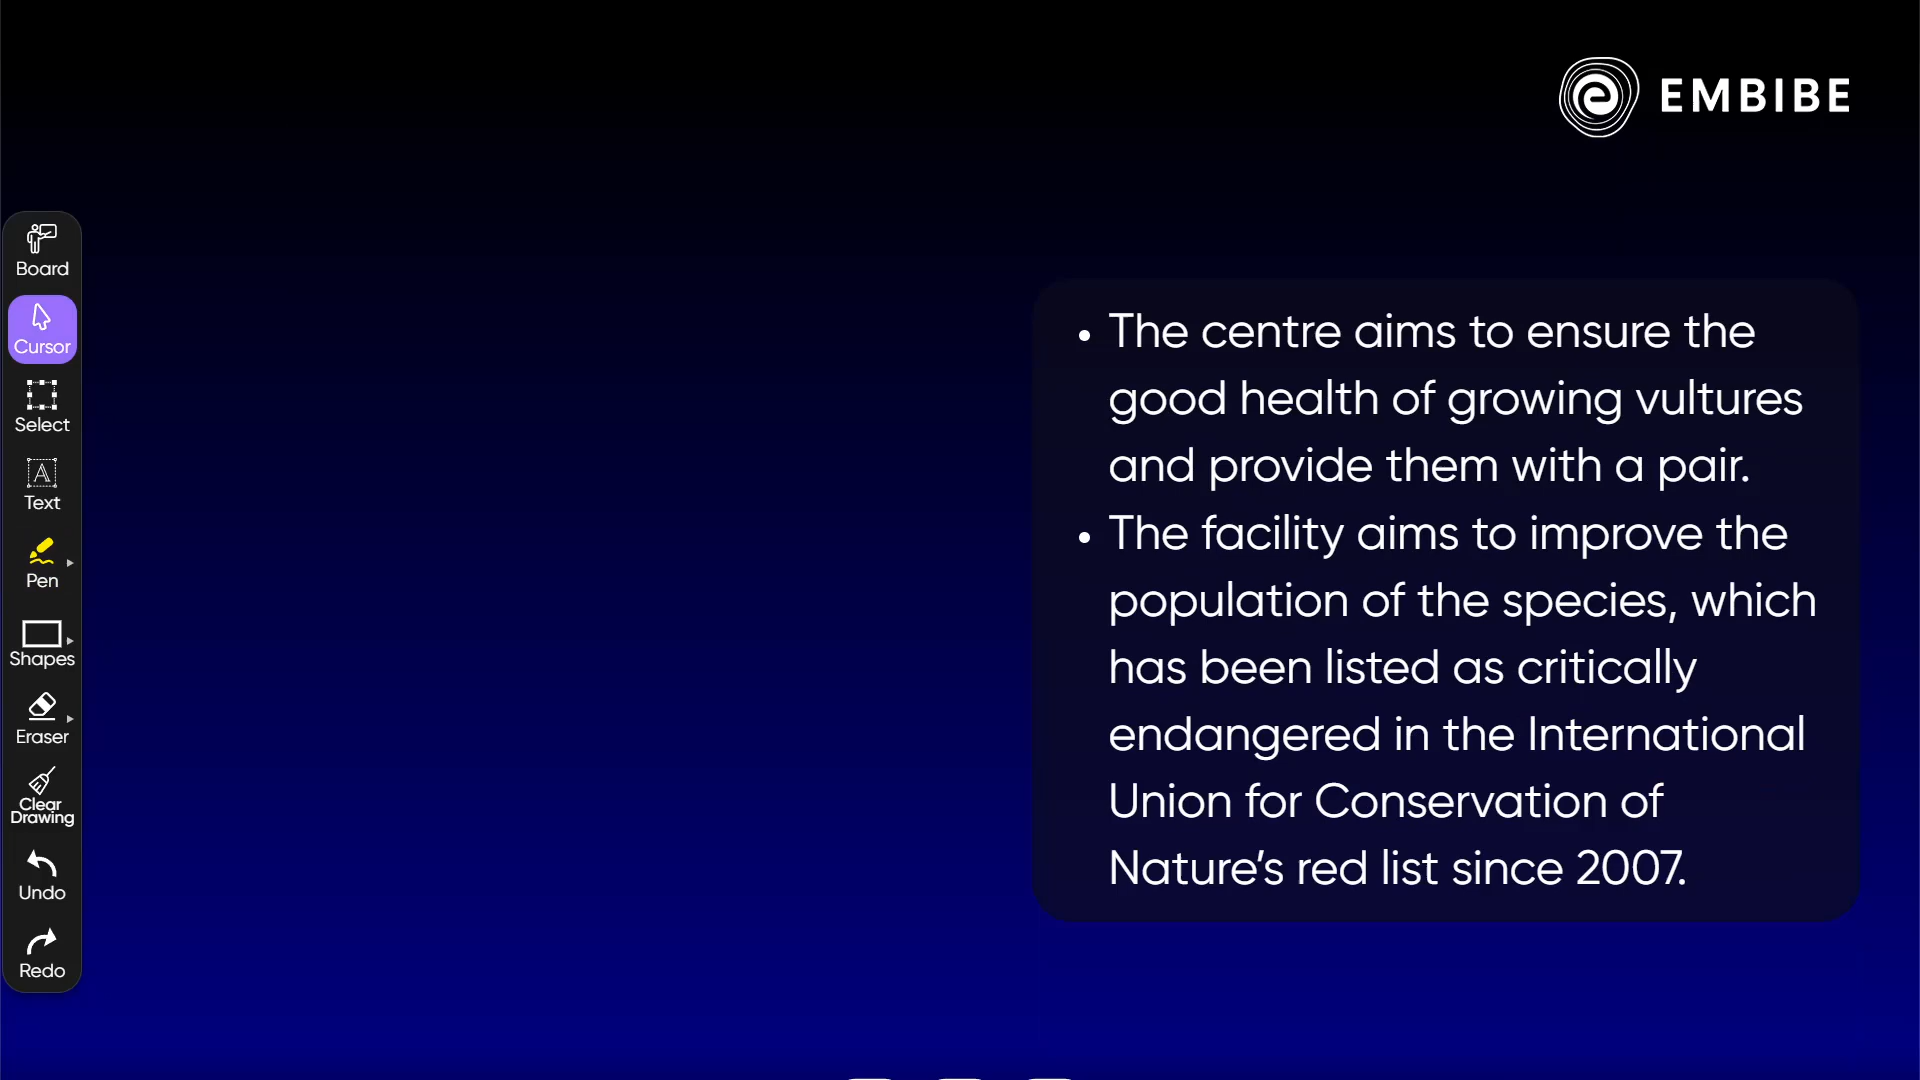 EMBIBE
Board
Cursor
Select
Text
Pen
Shapes
Eraser
Clear
Drawing
Undo
Redo
• The centre aims to ensure the
good health of growing vultures
and provide them with a pair.
• The facility aims to improve the
population of the species, which
has been listed as critically
endangered in the International
Union for Conservation of
Nature’s red list since 2007.